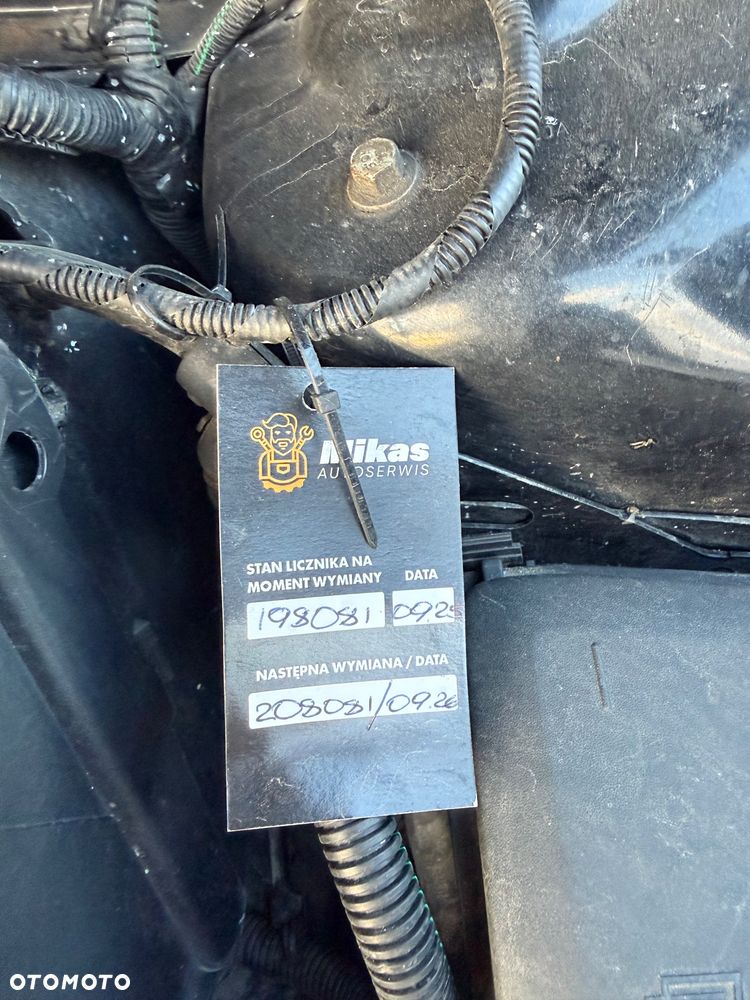 Mikas
AUTOSERWIS
STAN LICZNIKA NA
MOMENT WYMIANY DATA
198081 09.25
NASTĘPNA WYMIANA / DATA
208081/09.26
OTOMOTO